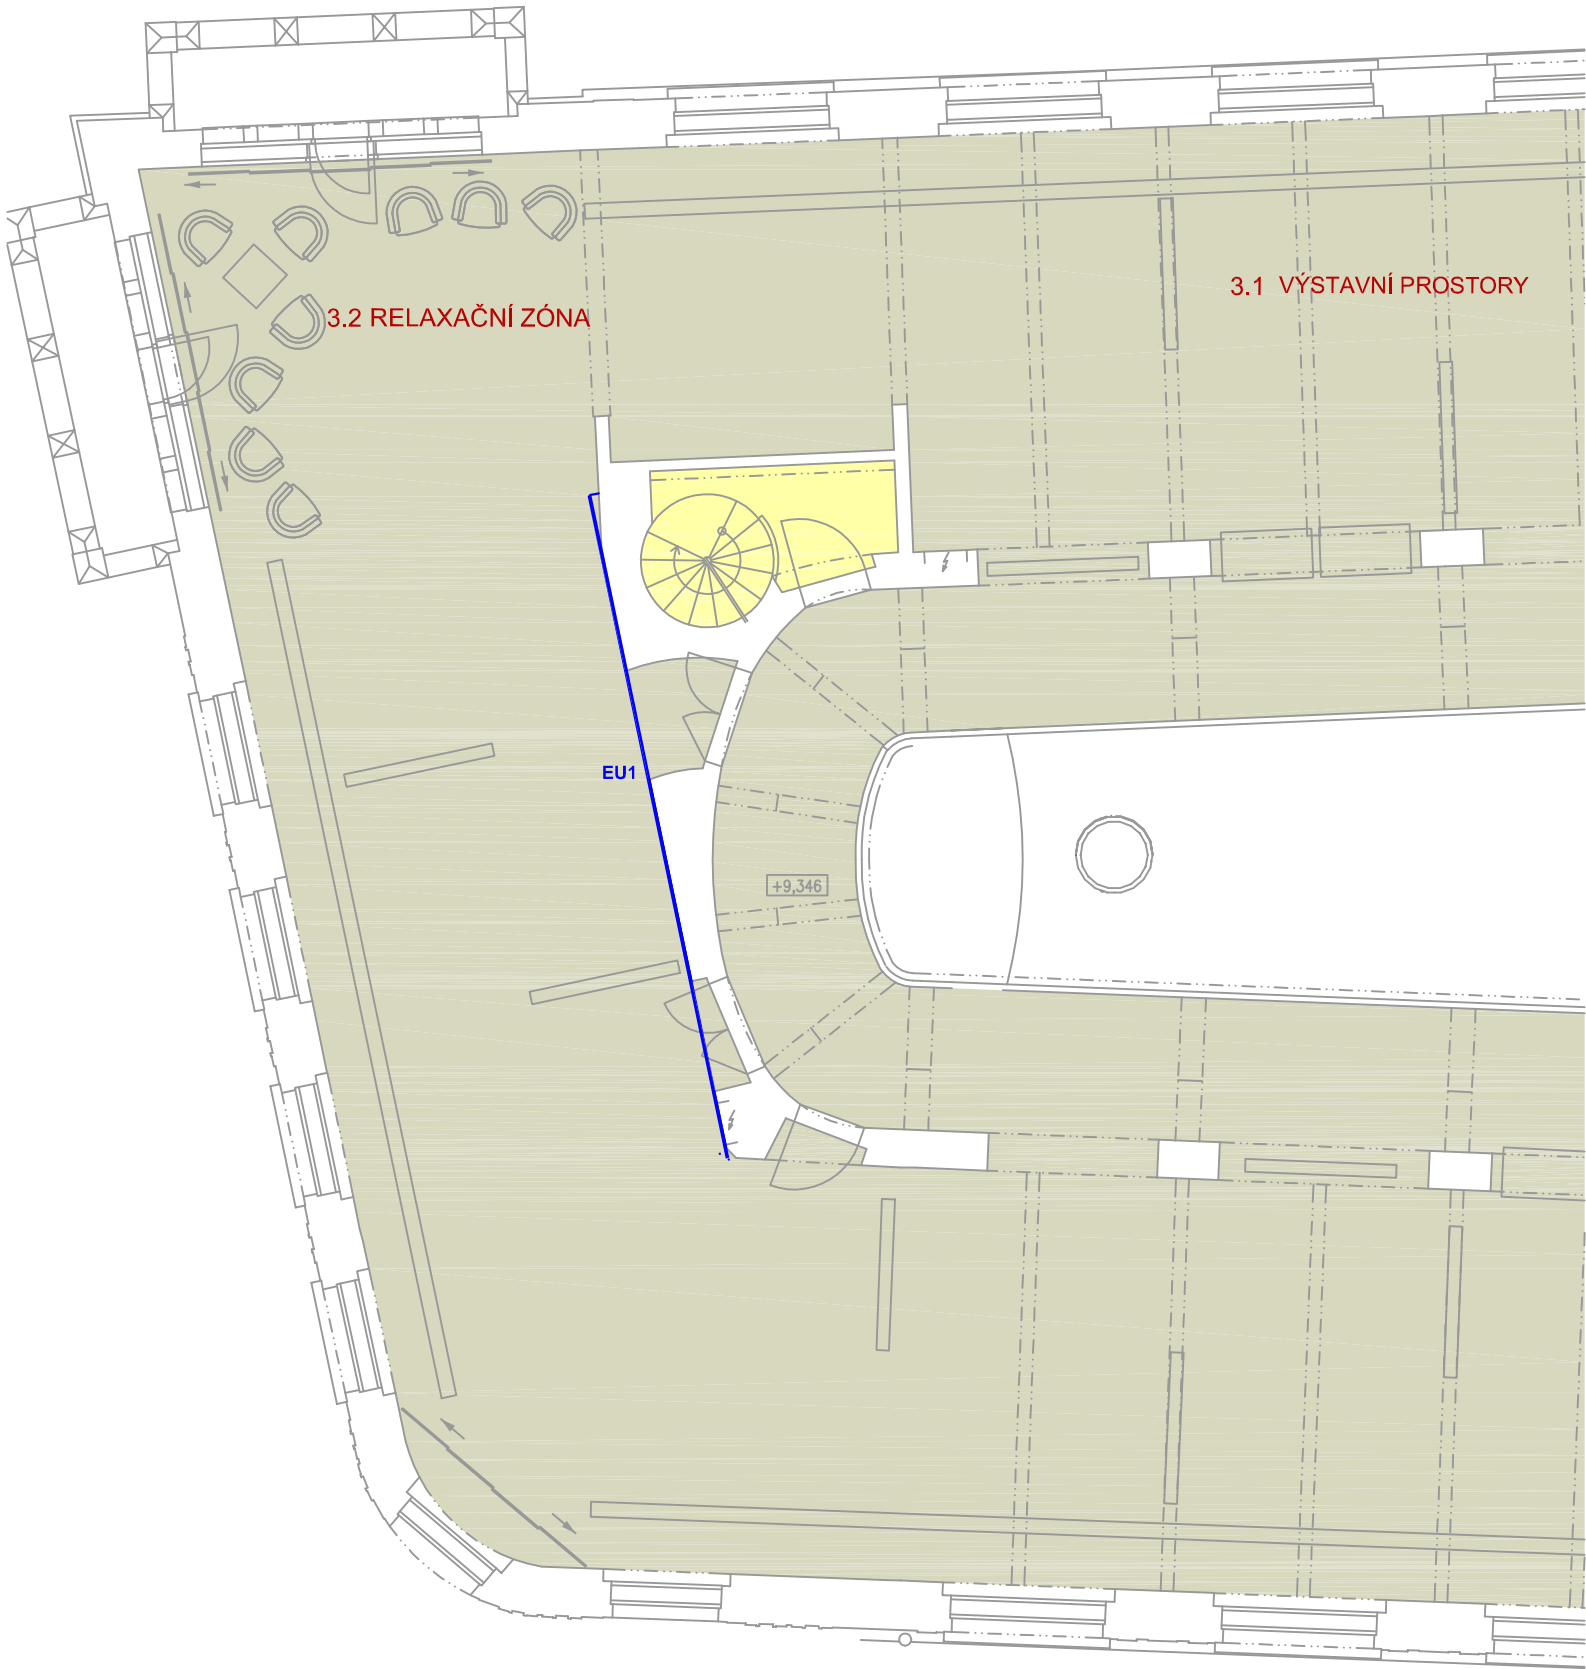 3.1 VÝSTAVNÍ PROSTORY
3.2 RELAXAČNÍ ZÓNA
EU1
+9,346